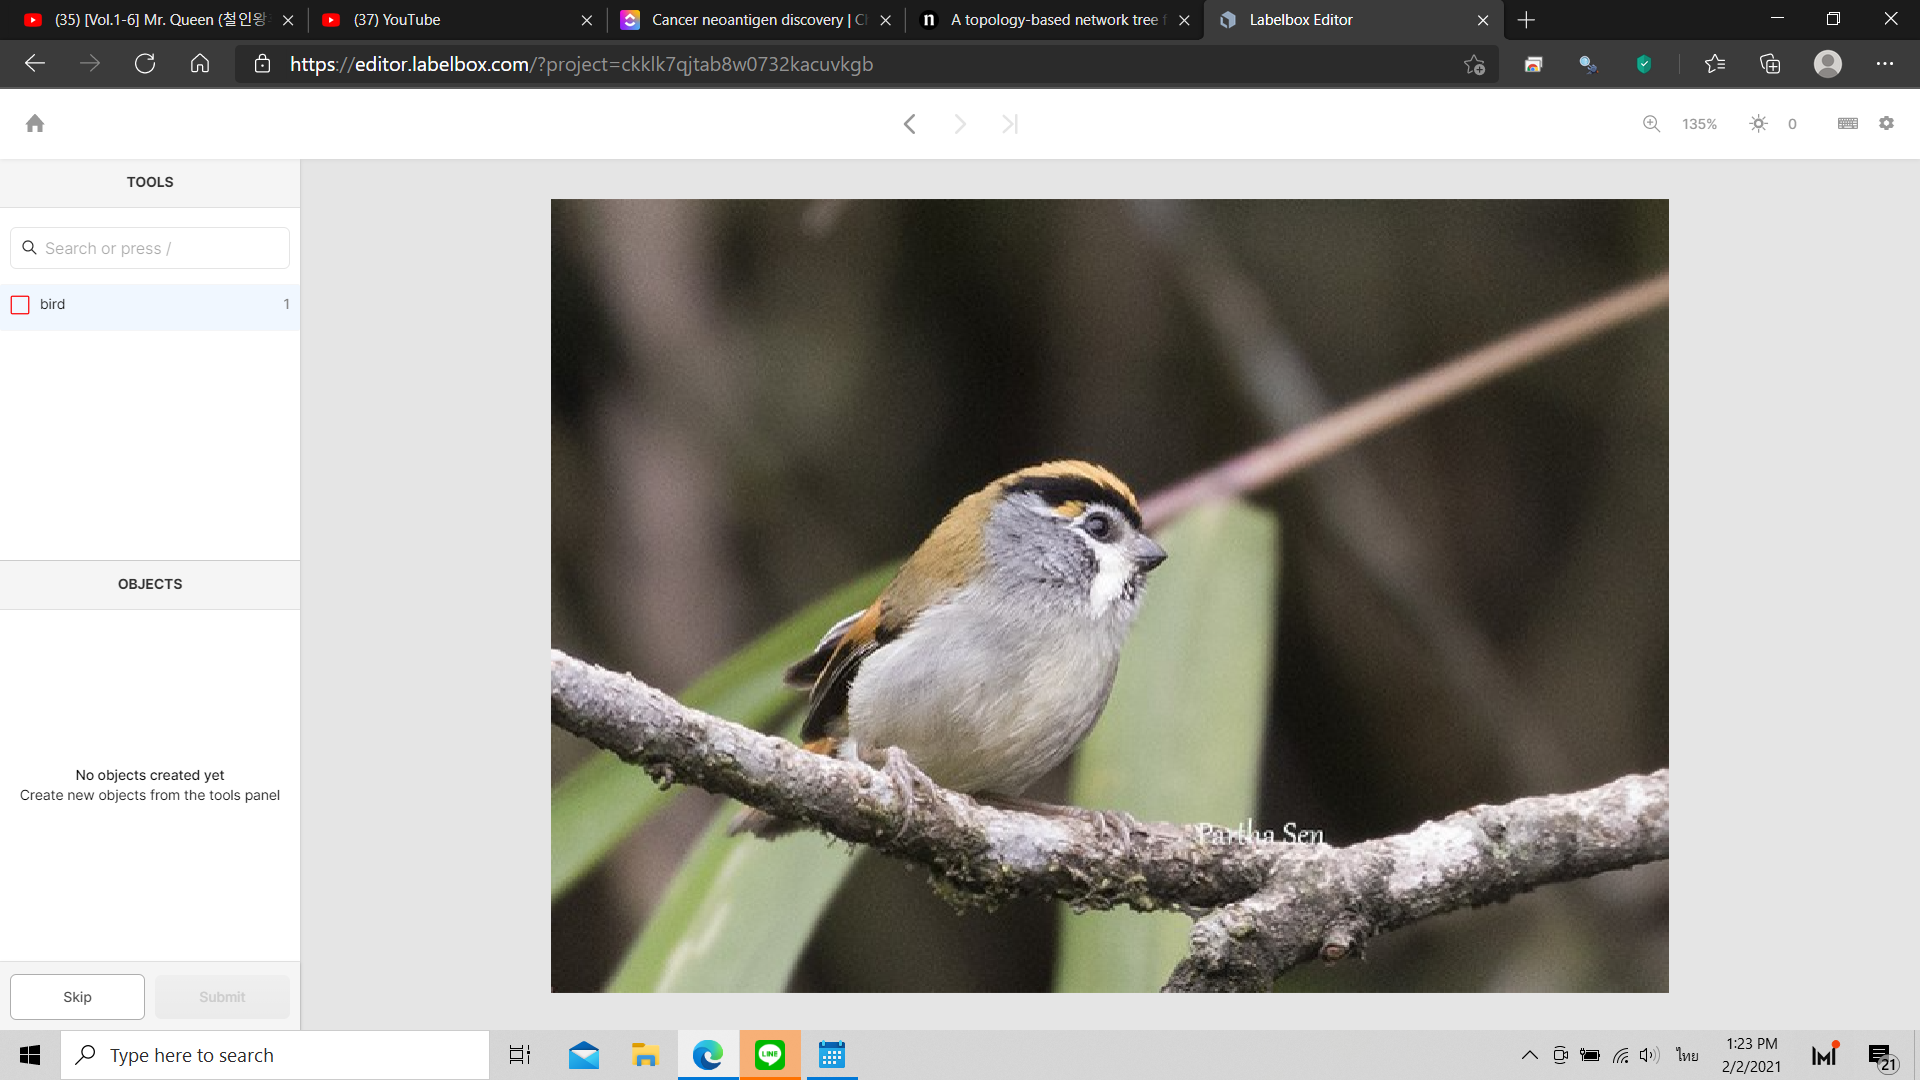 (35) [Vol.1-6] Mr. Queen (철인왕
(37) YouTube
Cancer neoantigen discovery |
A topology-based network tree
Labelbox Editor
https://editor.labelbox.com/?project=ckklk7qjtab8w0732kacuvkgb
135%
0
TOOLS
Search or press /
bird 1
OBJECTS
No objects created yet
Create new objects from the tools panel
Skip Submit
Partha Sen
Type here to search
LINE
ไทย
1:23 PM
2/2/2021
21